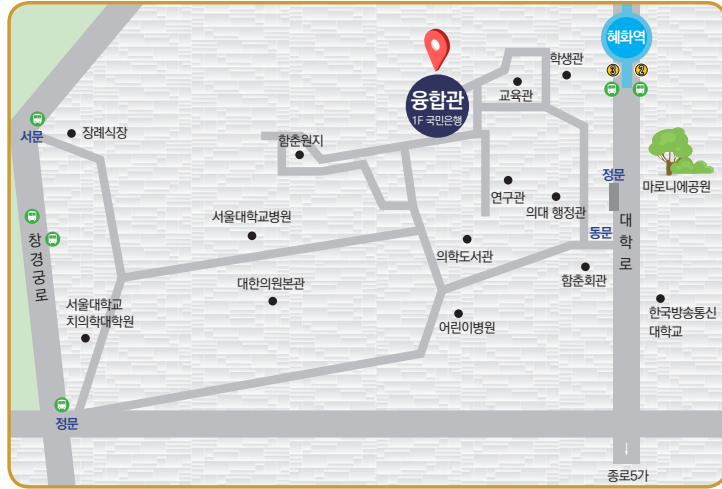 혜화역
③ ②
학생관
교육관
융합관
1F 국민은행
서문
장례식장
함춘원지
정문
마로니에공원
연구관
의대 행정관
서울대학교병원
대학로
동문
창경궁로
의학도서관
대한의원본관
함춘회관
서울대학교
치의학대학원
어린이병원
한국방송통신
대학교
정문
종로5가